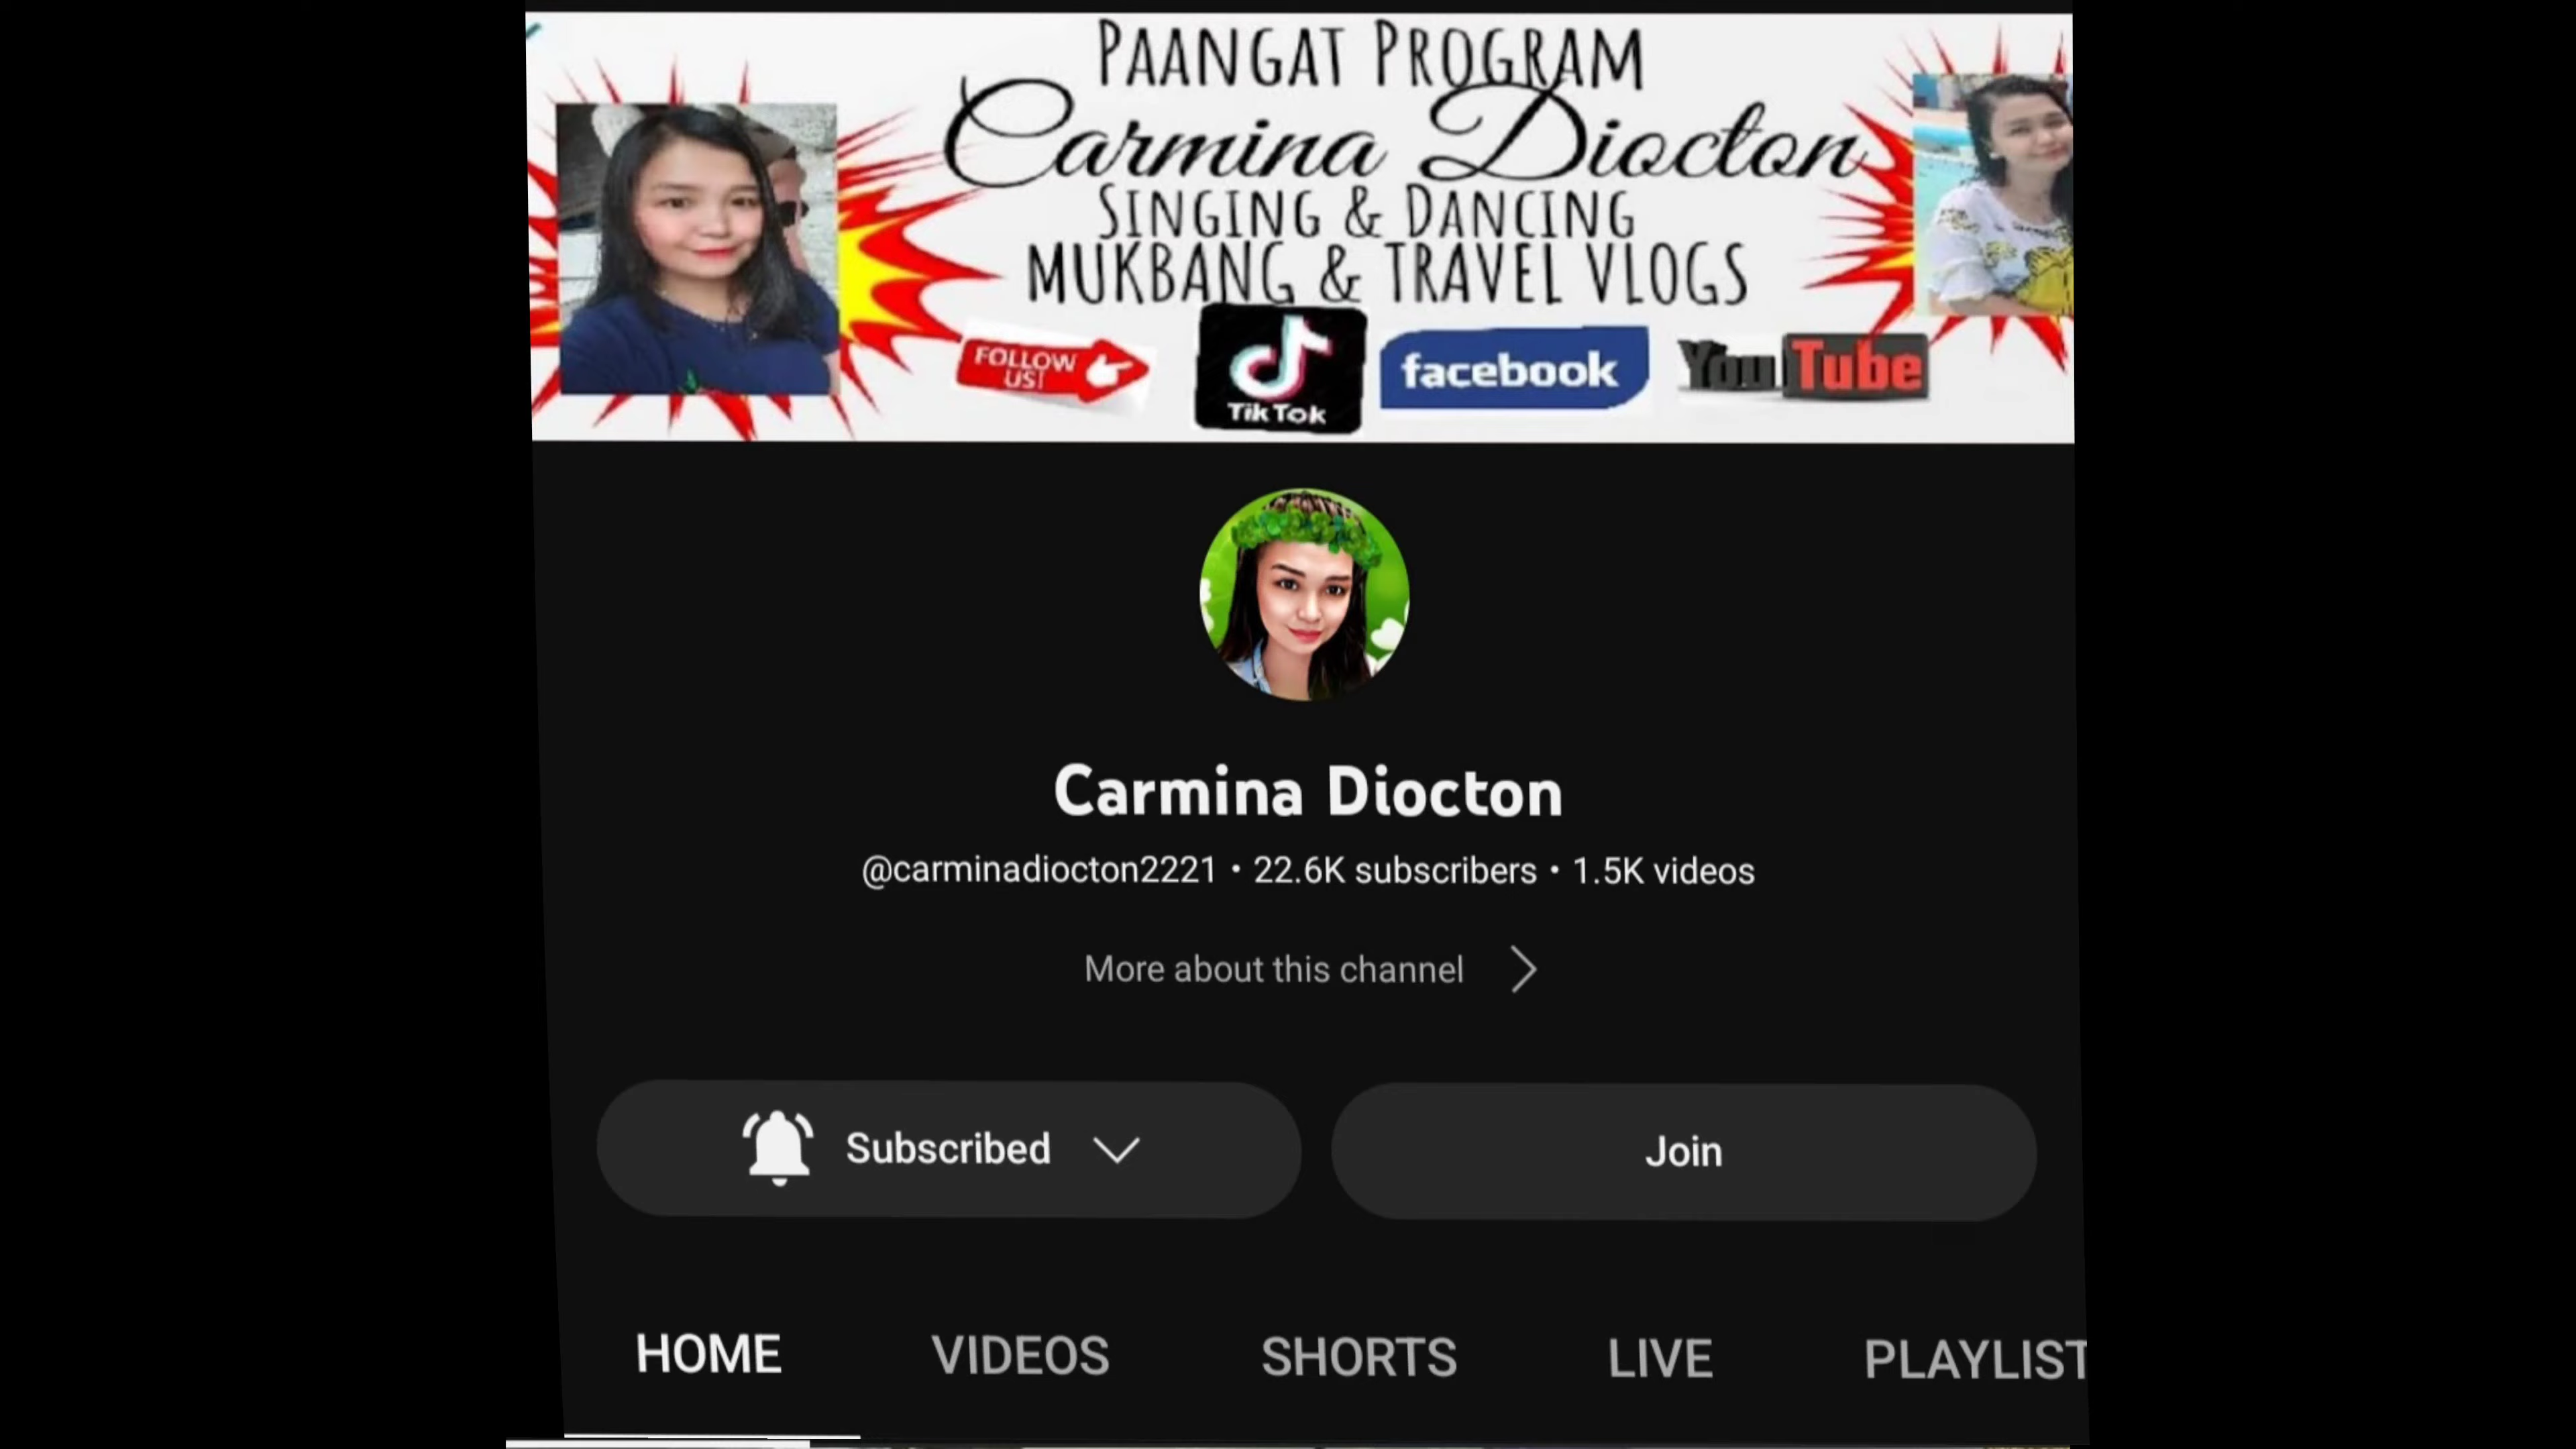 PAANGAT PROGRAM
Carmina Diocton
SINGING & DANCING
MUKBANG & TRAVEL VLOGS
FOLLOW
US!
TikTok
facebook
YouTube
Carmina Diocton
@carminadiocton2221 • 22.6K subscribers • 1.5K videos
More about this channel
Subscribed
Join
HOME VIDEOS SHORTS LIVE PLAYLIST